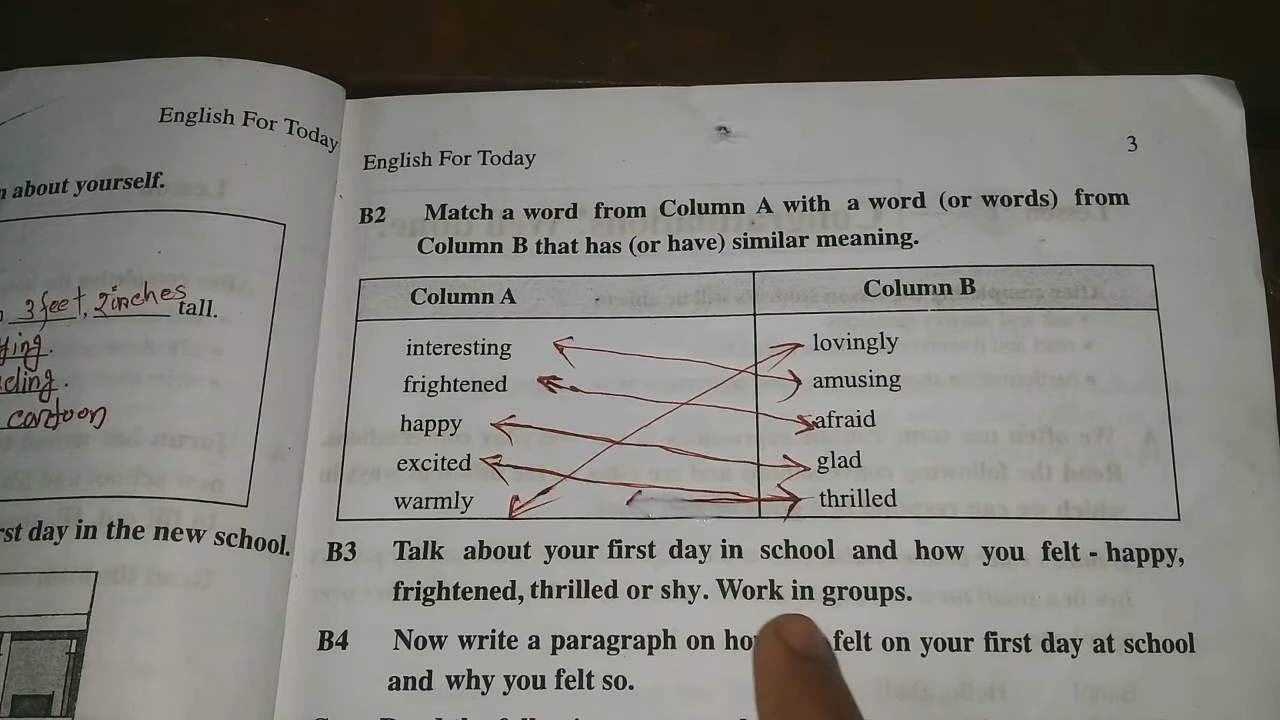 English For Today
about yourself.
3 feet, 2 inches tall.
cartoon
day in the new school.
English For Today
3
B2 Match a word from Column A with a word (or words) from
Column B that has (or have) similar meaning.
Column A Column B
interesting lovingly
frightened amusing
happy afraid
excited glad
warmly thrilled
B3 Talk about your first day in school and how you felt - happy,
frightened, thrilled or shy. Work in groups.
B4 Now write a paragraph on felt on your first day at school
and why you felt so.